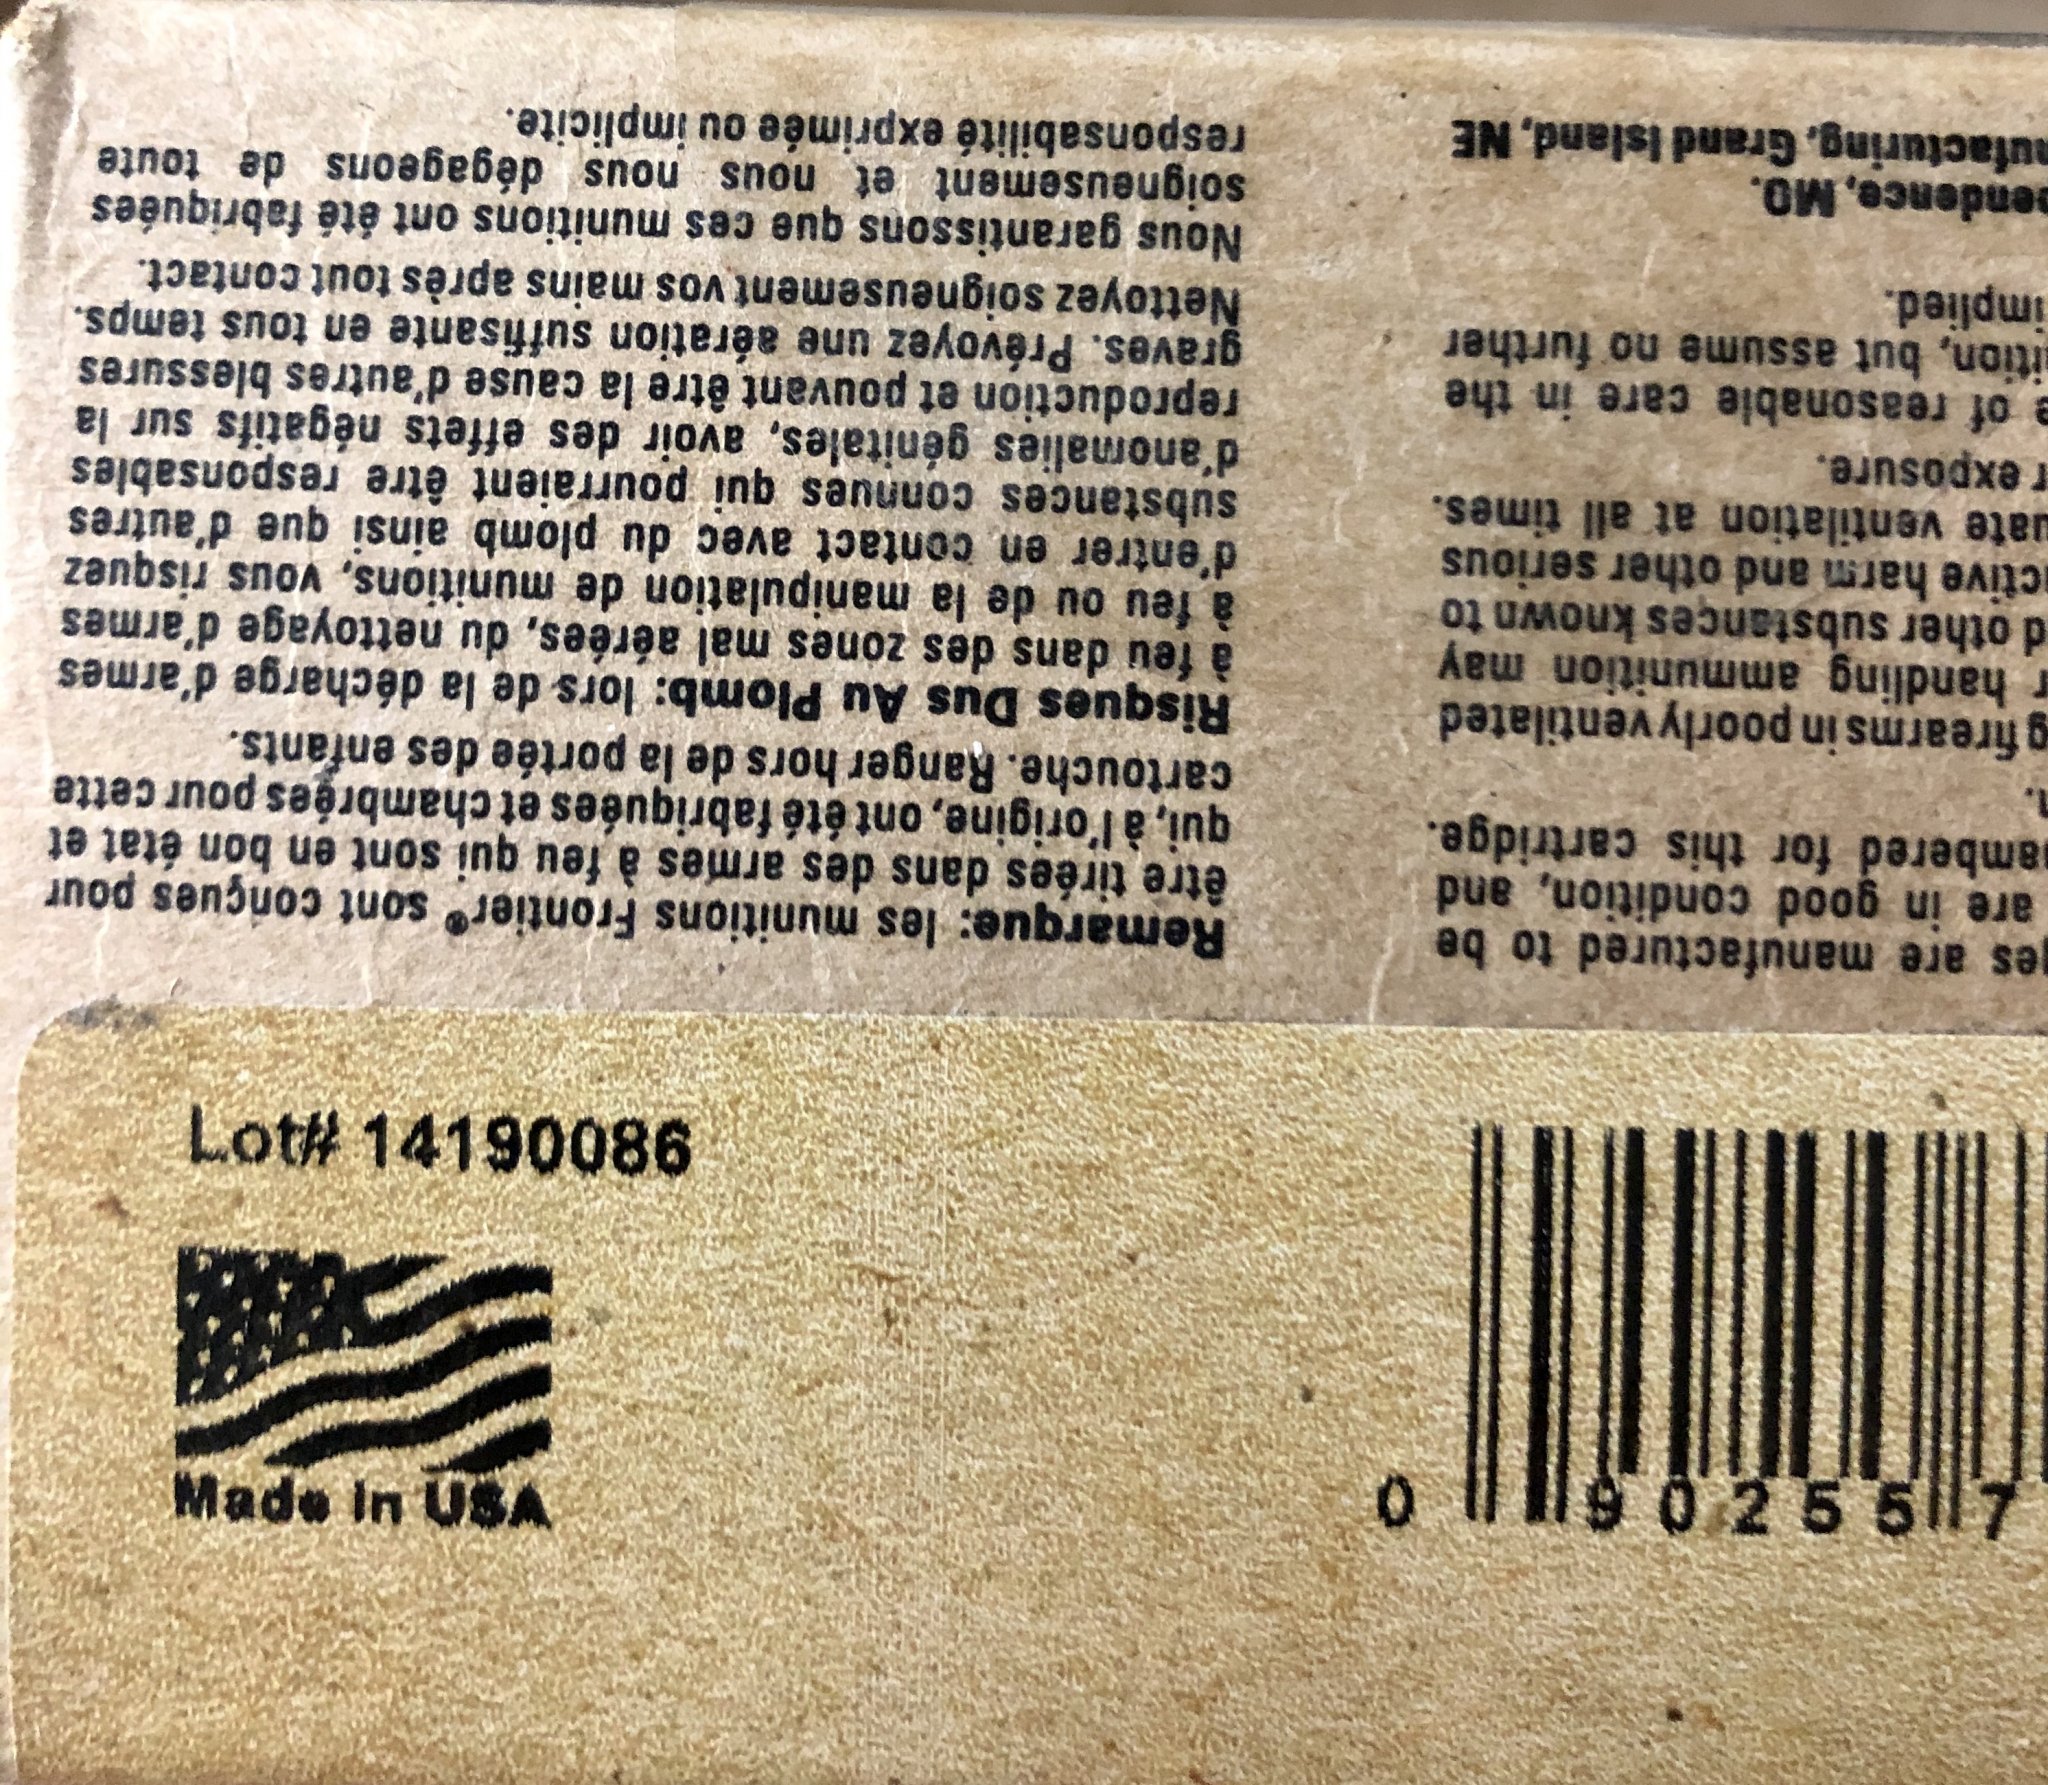 Remarque: les munitions Frontier® sont conçues pour
être tirées dans des armes à feu qui sont en bon état et
qui, à l'origine, ont été fabriquées et chambrées pour cette
cartouche. Ranger hors de la portée des enfants.
Risques Dus Au Plomb: lors de la décharge d'armes
à feu dans des zones mal aérées, du nettoyage d'armes
à feu ou de la manipulation de munitions, vous risquez
d'entrer en contact avec du plomb ainsi que d'autres
substances connues qui pourraient être responsables
d'anomalies génitales, avoir des effets négatifs sur la
reproduction et pouvant être la cause d'autres blessures
graves. Prévoyez une aération suffisante en tous temps.
Nettoyez soigneusement vos mains après tout contact.
Nous garantissons que ces munitions ont été fabriquées
soigneusement et nous nous dégageons de toute
responsabilité exprimée ou implicite.
are manufactured to be
are in good condition, and
for this cartridge.
firearms in poorly ventilated
handling ammunition may
other substances known to
harm and other serious
ventilation at all times.
exposure.
of reasonable care in the
but assume no further
implied.
MO.
Grand Island, NE
Lot# 14190086
Made in USA
0 90255 7